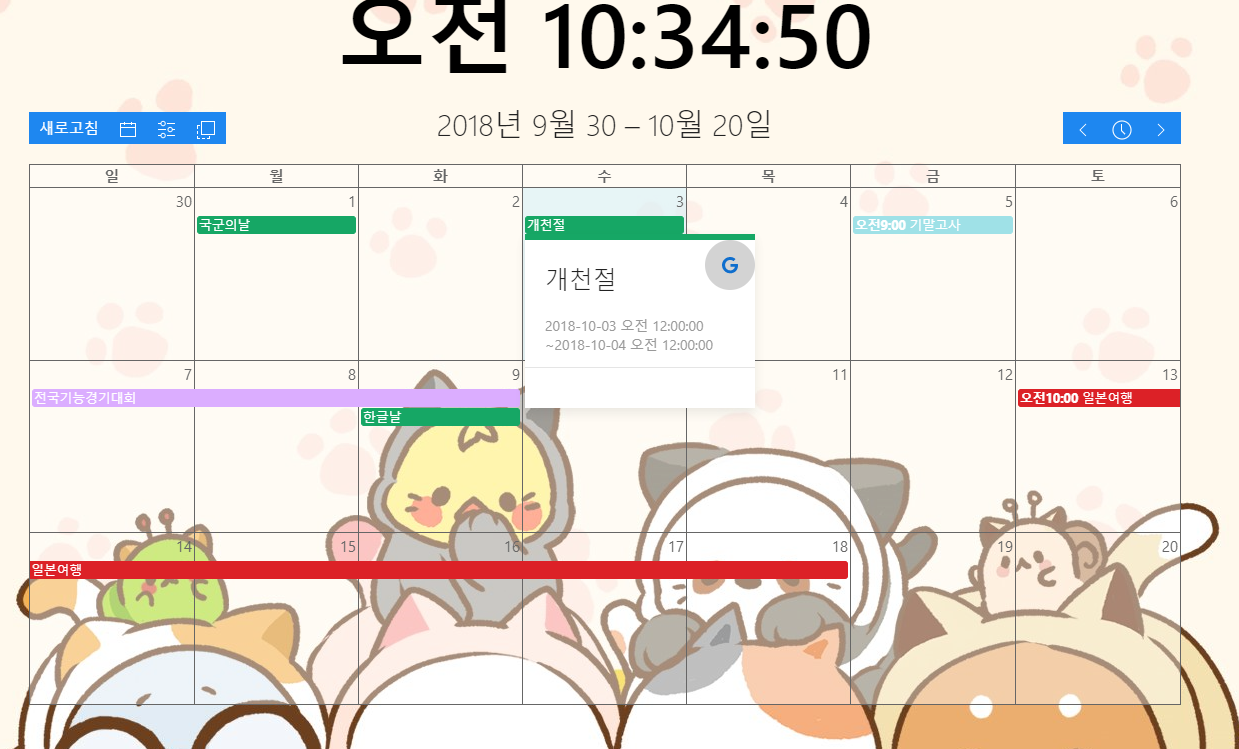 오전 10:34:50
새로고침
2018년 9월 30 – 10월 20일
일 월 화 수 목 금 토
30 1 2 3 4 5 6
국군의날
개천절
오전9:00 기말고사
G
개천절
2018-10-03 오전 12:00:00
~2018-10-04 오전 12:00:00
7 8 9 11 12 13
전국기능경기대회
오전10:00 일본여행
한글날
14 15 16 17 18 19 20
일본여행